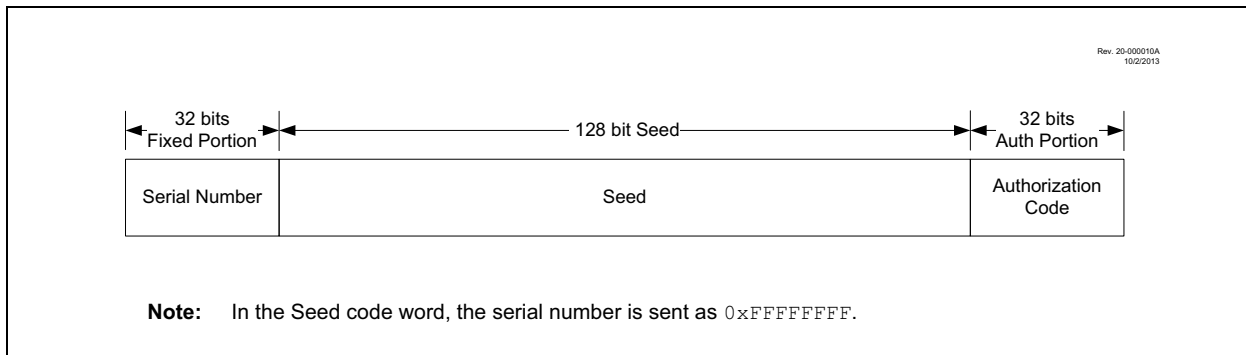 Rev. 20-000010A
10/2/2013
32 bits
Fixed Portion
128 bit Seed
32 bits
Auth Portion
Serial Number
Seed
Authorization
Code
Note: In the Seed code word, the serial number is sent as 0xFFFFFFFF.